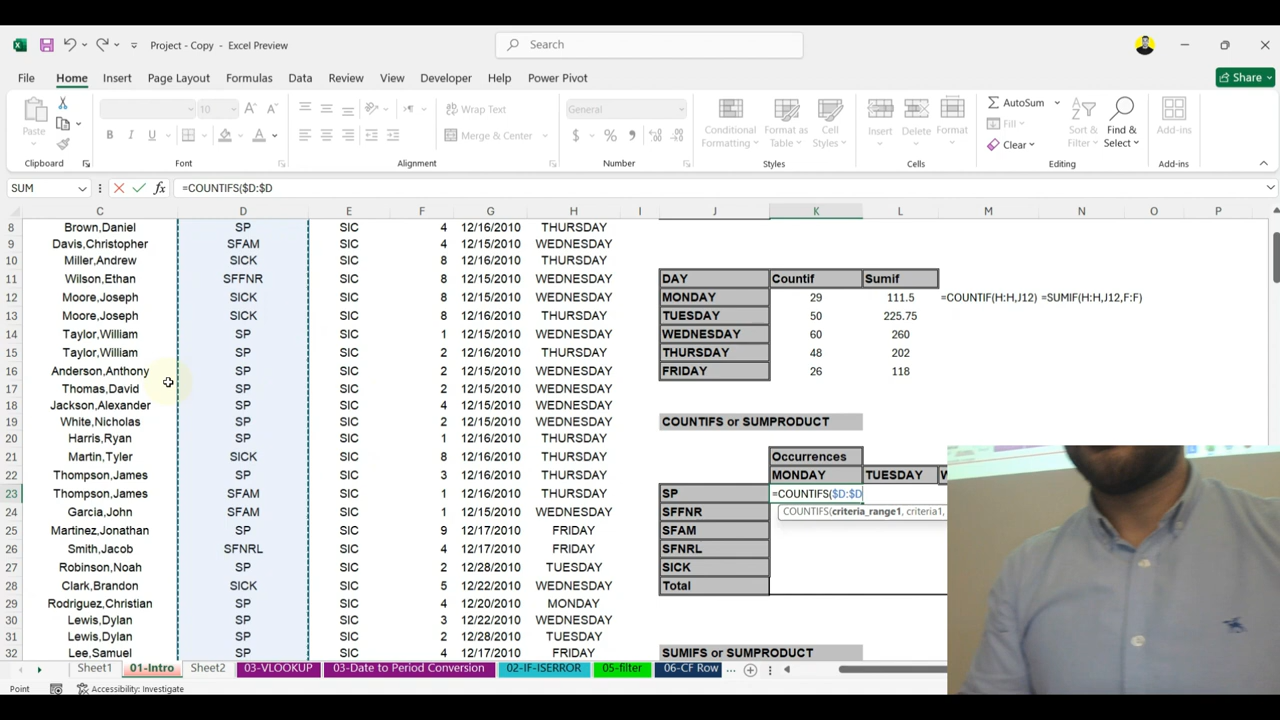 Project - Copy - Excel Preview
Search
File Home Insert Page Layout Formulas Data Review View Developer Help Power Pivot
Share
Paste
10
Wrap Text
Merge & Center
General
Conditional Formatting
Format as Table
Cell Styles
Insert
Delete
Format
AutoSum
Fill
Clear
Sort & Filter
Find & Select
Add-ins
Clipboard Font Alignment Number Styles Cells Editing Add-ins
SUM =COUNTIFS($D:$D
C D E F G H I J K L M N O P
8 Brown,Daniel SP SIC 4 12/16/2010 THURSDAY
9 Davis,Christopher SFAM SIC 4 12/15/2010 WEDNESDAY
10 Miller,Andrew SICK SIC 8 12/16/2010 THURSDAY
11 Wilson,Ethan SFFNR SIC 8 12/15/2010 WEDNESDAY DAY Countif Sumif
12 Moore,Joseph SICK SIC 8 12/15/2010 WEDNESDAY MONDAY 29 111.5 =COUNTIF(H:H,J12) =SUMIF(H:H,J12,F:F)
13 Moore,Joseph SICK SIC 8 12/16/2010 THURSDAY TUESDAY 50 225.75
14 Taylor,William SP SIC 1 12/15/2010 WEDNESDAY WEDNESDAY 60 260
15 Taylor,William SP SIC 2 12/16/2010 THURSDAY THURSDAY 48 202
16 Anderson,Anthony SP SIC 2 12/15/2010 WEDNESDAY FRIDAY 26 118
17 Thomas,David SP SIC 2 12/15/2010 WEDNESDAY
18 Jackson,Alexander SP SIC 4 12/15/2010 WEDNESDAY
19 White,Nicholas SP SIC 2 12/15/2010 WEDNESDAY COUNTIFS or SUMPRODUCT
20 Harris,Ryan SP SIC 1 12/16/2010 THURSDAY
21 Martin,Tyler SICK SIC 8 12/16/2010 THURSDAY Occurrences
22 Thompson,James SP SIC 3 12/16/2010 THURSDAY MONDAY TUESDAY W
23 Thompson,James SFAM SIC 1 12/16/2010 THURSDAY SP =COUNTIFS($D:$D
24 Garcia,John SFAM SIC 1 12/15/2010 WEDNESDAY SFFNR COUNTIFS(criteria_range1, criteria1,
25 Martinez,Jonathan SP SIC 9 12/17/2010 FRIDAY SFAM
26 Smith,Jacob SFNRL SIC 4 12/17/2010 FRIDAY SFNRL
27 Robinson,Noah SP SIC 2 12/28/2010 TUESDAY SICK
28 Clark,Brandon SICK SIC 5 12/22/2010 WEDNESDAY Total
29 Rodriguez,Christian SP SIC 4 12/20/2010 MONDAY
30 Lewis,Dylan SP SIC 3 12/22/2010 WEDNESDAY
31 Lewis,Dylan SP SIC 2 12/28/2010 TUESDAY
32 Lee,Samuel SP SIC 4 12/17/2010 FRIDAY SUMIFS or SUMPRODUCT
Sheet1 01-Intro Sheet2 03-VLOOKUP 03-Date to Period Conversion 02-IF-ISERROR 05-filter 06-CF Row ...
Point Accessibility: Investigate